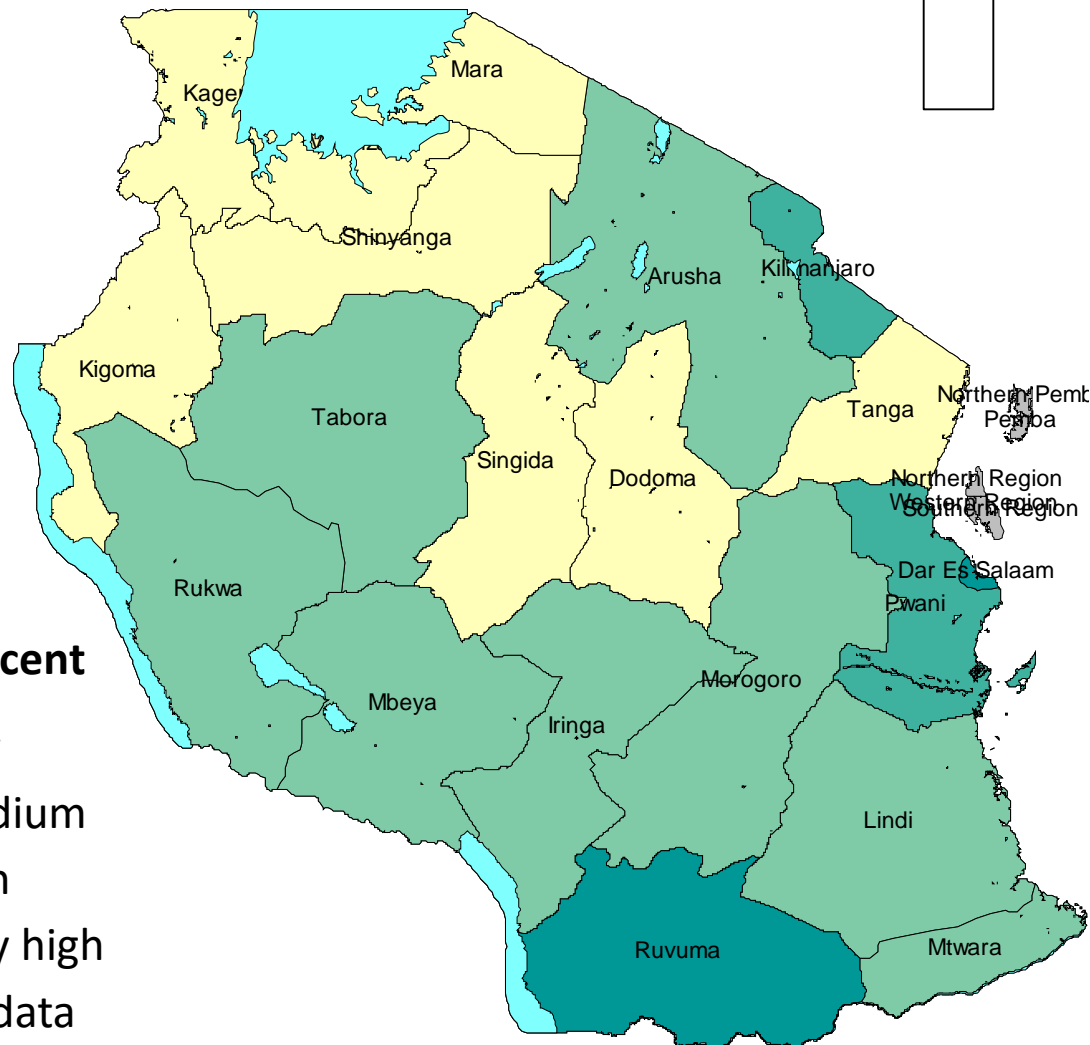 Mara
Kager
Shinyanga
Arusha
Kilimanjaro
Kigoma
Tabora
Tanga
Northern Pemb
Pemba
Singida
Dodoma
Northern Region
Western Region
Southern Region
Dar Es Salaam
Rukwa
Pwani
cent
Morogoro
Mbeya
Iringa
dium
Lindi
h
y high
Ruvuma
Mtwara
data